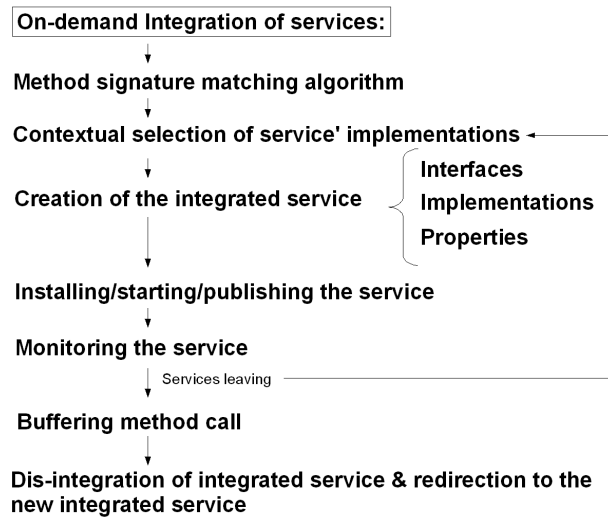 On-demand Integration of services:
Method signature matching algorithm
Contextual selection of service' implementations
Interfaces
Creation of the integrated service
Implementations
Properties
Installing/starting/publishing the service
Monitoring the service
Services leaving
Buffering method call
Dis-integration of integrated service & redirection to the
new integrated service